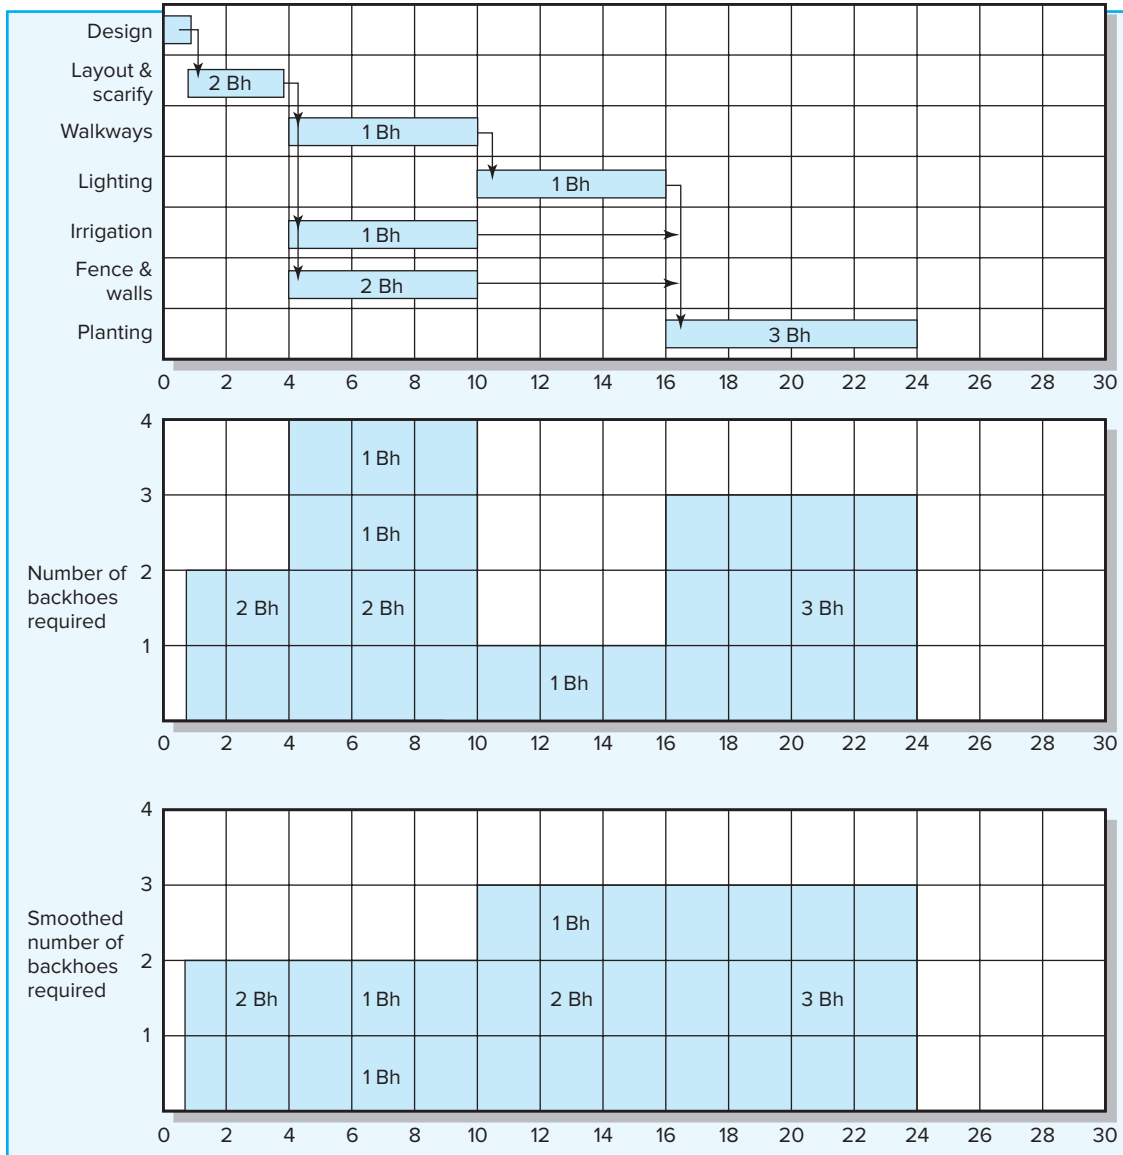 Design
Layout &
scarify
2 Bh
Walkways
1 Bh
Lighting
1 Bh
Irrigation
1 Bh
Fence &
walls
2 Bh
Planting
3 Bh
0 2 4 6 8 10 12 14 16 18 20 22 24 26 28 30
4
1 Bh
3
1 Bh
Number of
backhoes
required
2
2 Bh 2 Bh 3 Bh
1
1 Bh
0 2 4 6 8 10 12 14 16 18 20 22 24 26 28 30
4
3
1 Bh
Smoothed
number of
backhoes
required
2
2 Bh 1 Bh 2 Bh 3 Bh
1
1 Bh
0 2 4 6 8 10 12 14 16 18 20 22 24 26 28 30